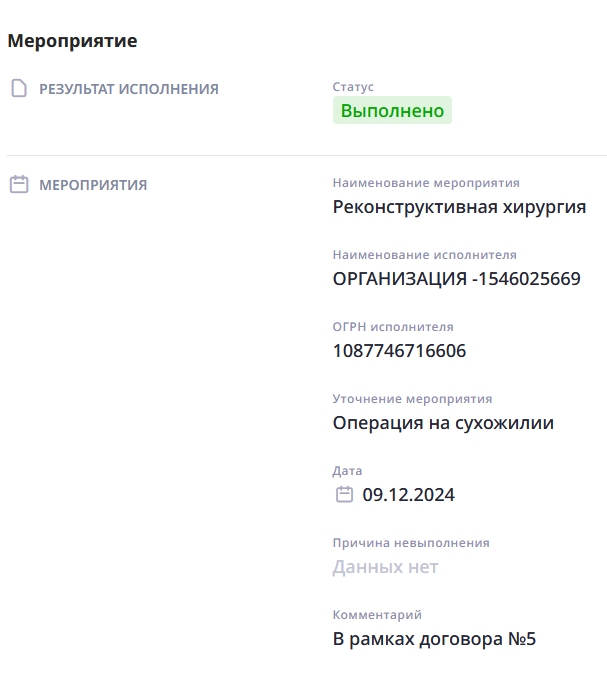 Мероприятие
РЕЗУЛЬТАТ ИСПОЛНЕНИЯ
Статус
Выполнено
МЕРОПРИЯТИЯ
Наименование мероприятия
Реконструктивная хирургия
Наименование исполнителя
ОРГАНИЗАЦИЯ -1546025669
ОГРН исполнителя
1087746716606
Уточнение мероприятия
Операция на сухожилии
Дата
09.12.2024
Причина невыполнения
Данных нет
Комментарий
В рамках договора №5